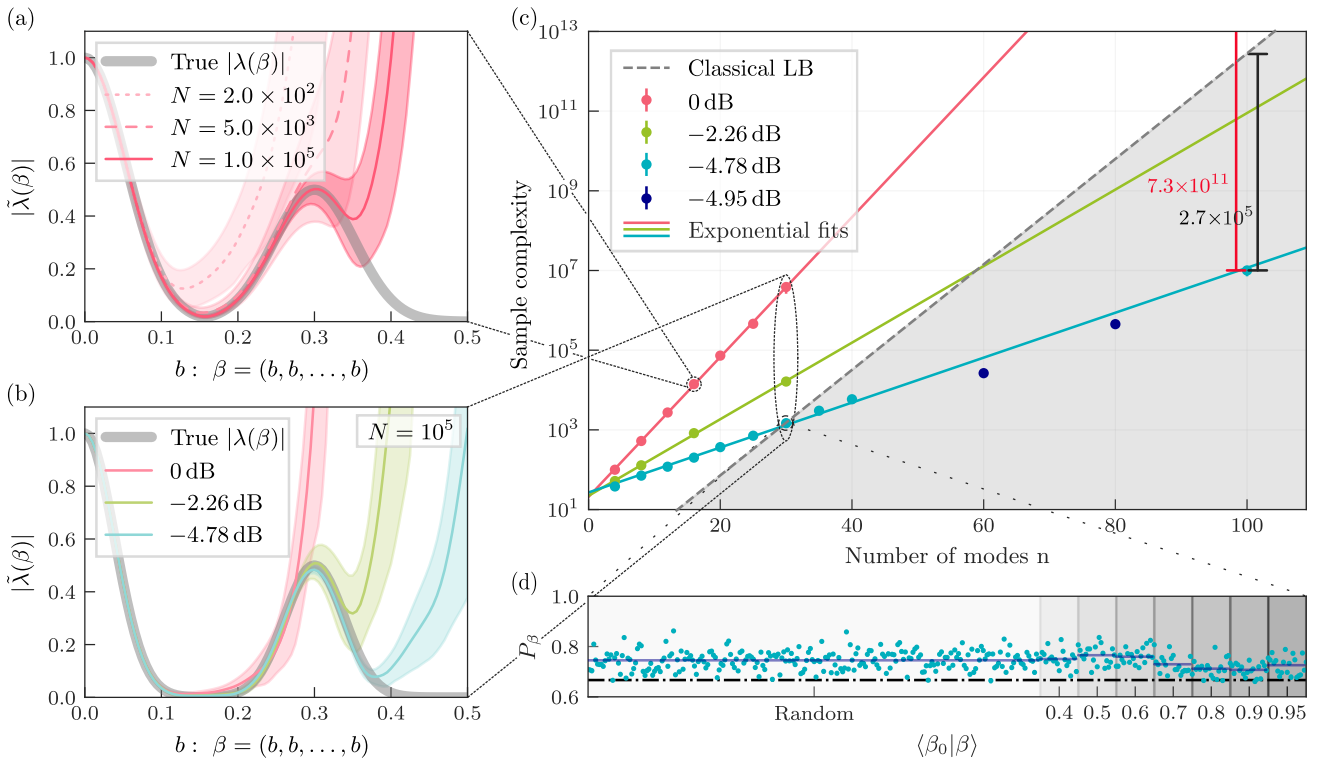 (a)
1.0
0.8
0.6
0.4
0.2
0.0
|λ̃(β)|
True |λ(β)|
N = 2.0 × 10²
N = 5.0 × 10³
N = 1.0 × 10⁵
0.0 0.1 0.2 0.3 0.4 0.5
b : β = (b, b, . . . , b)
(b)
1.0
0.8
0.6
0.4
0.2
0.0
|λ̃(β)|
True |λ(β)|
0 dB
−2.26 dB
−4.78 dB
N = 10⁵
0.0 0.1 0.2 0.3 0.4 0.5
b : β = (b, b, . . . , b)
(c)
10¹³
10¹¹
10⁹
10⁷
10⁵
10³
10¹
Sample complexity
Classical LB
0 dB
−2.26 dB
−4.78 dB
−4.95 dB
Exponential fits
7.3×10¹¹
2.7×10⁵
0 20 40 60 80 100
Number of modes n
(d)
1.0
0.8
0.6
P_β
Random 0.4 0.5 0.6 0.7 0.8 0.9 0.95
⟨β₀|β⟩